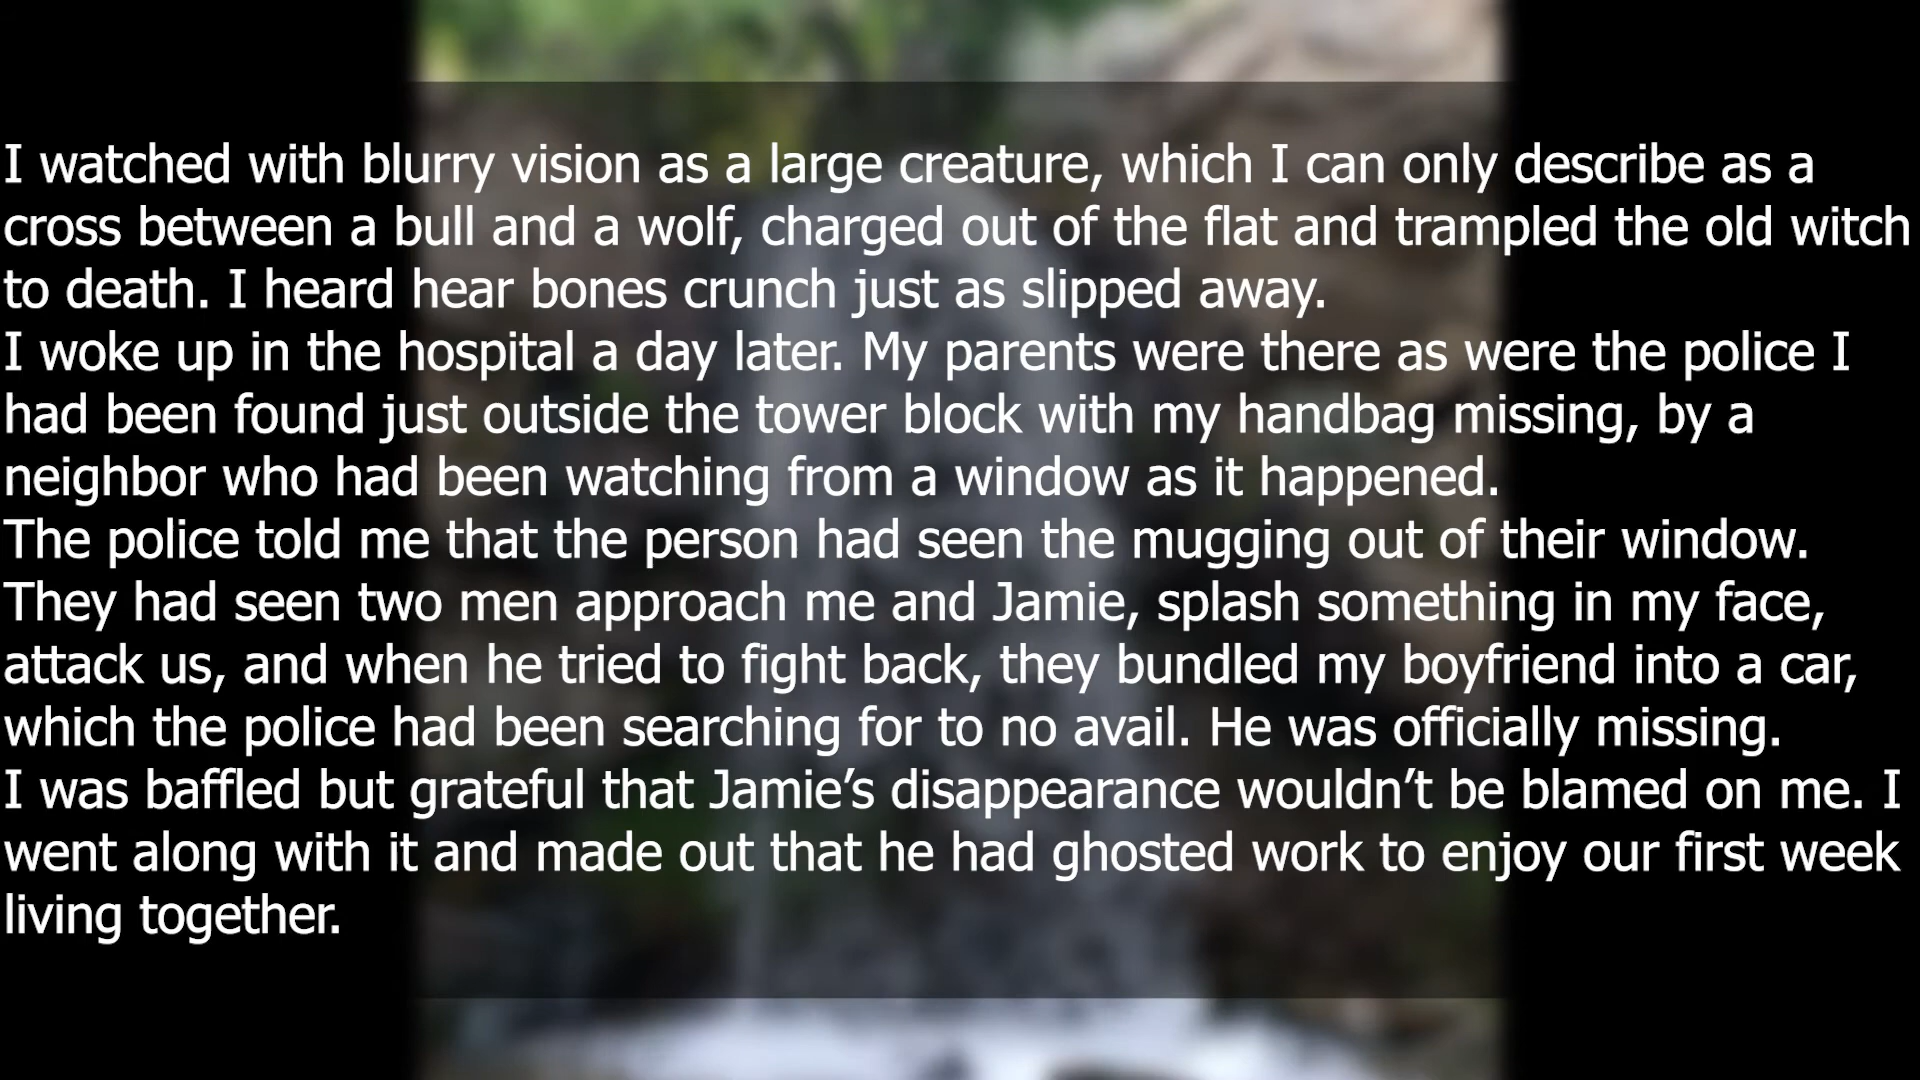 I watched with blurry vision as a large creature, which I can only describe as a
cross between a bull and a wolf, charged out of the flat and trampled the old witch
to death. I heard hear bones crunch just as slipped away.
I woke up in the hospital a day later. My parents were there as were the police I
had been found just outside the tower block with my handbag missing, by a
neighbor who had been watching from a window as it happened.
The police told me that the person had seen the mugging out of their window.
They had seen two men approach me and Jamie, splash something in my face,
attack us, and when he tried to fight back, they bundled my boyfriend into a car,
which the police had been searching for to no avail. He was officially missing.
I was baffled but grateful that Jamie’s disappearance wouldn’t be blamed on me. I
went along with it and made out that he had ghosted work to enjoy our first week
living together.